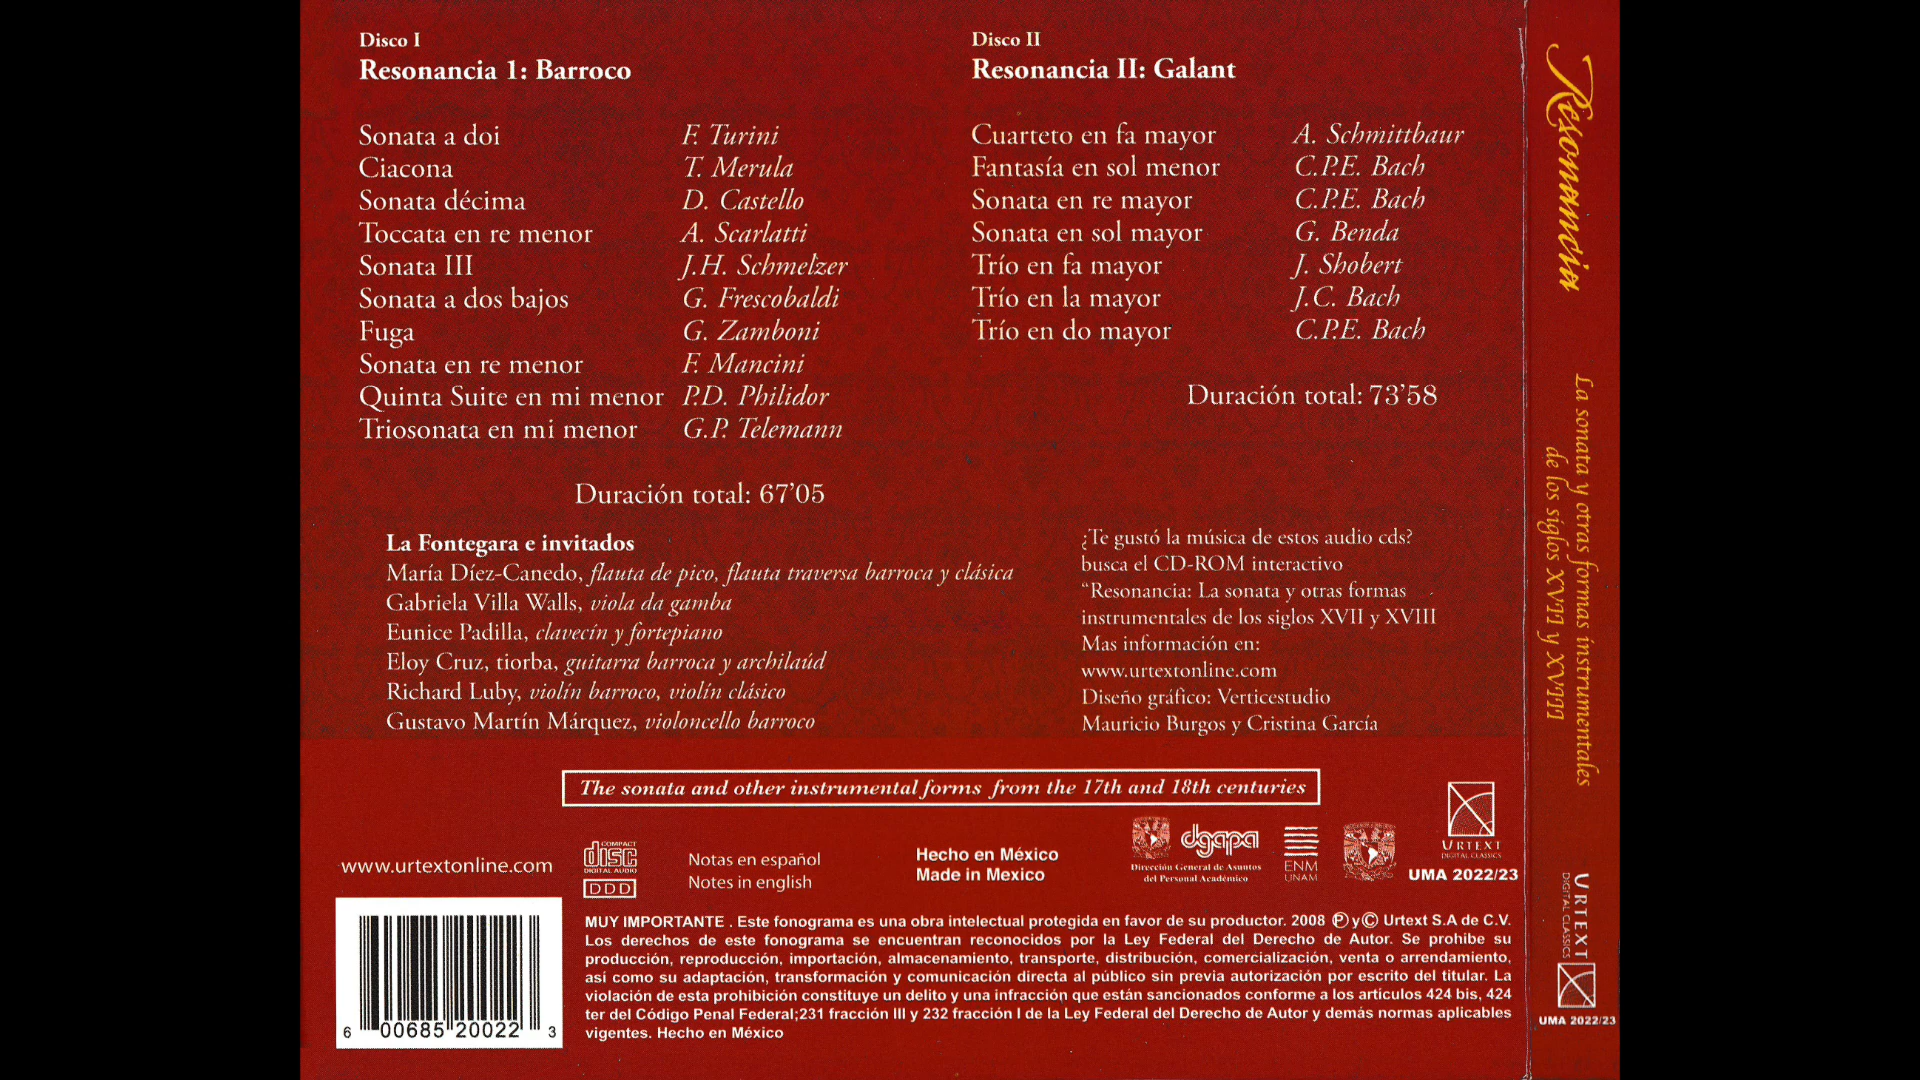 Disco I
Resonancia 1: Barroco
Sonata a doi F. Turini
Ciacona T. Merula
Sonata décima D. Castello
Toccata en re menor A. Scarlatti
Sonata III J.H. Schmelzer
Sonata a dos bajos G. Frescobaldi
Fuga G. Zamboni
Sonata en re menor F. Mancini
Quinta Suite en mi menor P.D. Philidor
Triosonata en mi menor G.P. Telemann
Duración total: 67’05
Disco II
Resonancia II: Galant
Cuarteto en fa mayor A. Schmittbaur
Fantasía en sol menor C.P.E. Bach
Sonata en re mayor C.P.E. Bach
Sonata en sol mayor G. Benda
Trío en fa mayor J. Shobert
Trío en la mayor J.C. Bach
Trío en do mayor C.P.E. Bach
Duración total: 73’58
La Fontegara e invitados
María Díez-Canedo, flauta de pico, flauta traversa barroca y clásica
Gabriela Villa Walls, viola da gamba
Eunice Padilla, clavecín y fortepiano
Eloy Cruz, tiorba, guitarra barroca y archilaúd
Richard Luby, violín barroco, violín clásico
Gustavo Martín Márquez, violoncello barroco
¿Te gustó la música de estos audio cds?
busca el CD-ROM interactivo
“Resonancia: La sonata y otras formas
instrumentales de los siglos XVII y XVIII
Mas información en:
www.urtextonline.com
Diseño gráfico: Verticestudio
Mauricio Burgos y Cristina García
The sonata and other instrumental forms from the 17th and 18th centuries
www.urtextonline.com
COMPACT
disc
DIGITAL AUDIO
DDD
Notas en español
Notes in english
Hecho en México
Made in Mexico
dgapa
Dirección General de Asuntos
del Personal Académico
ENM
UNAM
URTEXT
DIGITAL CLASSICS
UMA 2022/23
MUY IMPORTANTE . Este fonograma es una obra intelectual protegida en favor de su productor. 2008 Ⓟ y © Urtext S.A de C.V.
Los derechos de este fonograma se encuentran reconocidos por la Ley Federal del Derecho de Autor. Se prohibe su
producción, reproducción, importación, almacenamiento, transporte, distribución, comercialización, venta o arrendamiento,
asi como su adaptación, transformación y comunicación directa al público sin previa autorización por escrito del titular. La
violación de esta prohibición constituye un delito y una infracción que están sancionados conforme a los articulos 424 bis, 424
ter del Código Penal Federal;231 fracción III y 232 fracción I de la Ley Federal del Derecho de Autor y demás normas aplicables
vigentes. Hecho en México
6 00685 20022 3
Resonancia
La sonata y otras formas instrumentales
de los siglos XVII y XVIII
URTEXT
DIGITAL CLASSICS
UMA 2022/23